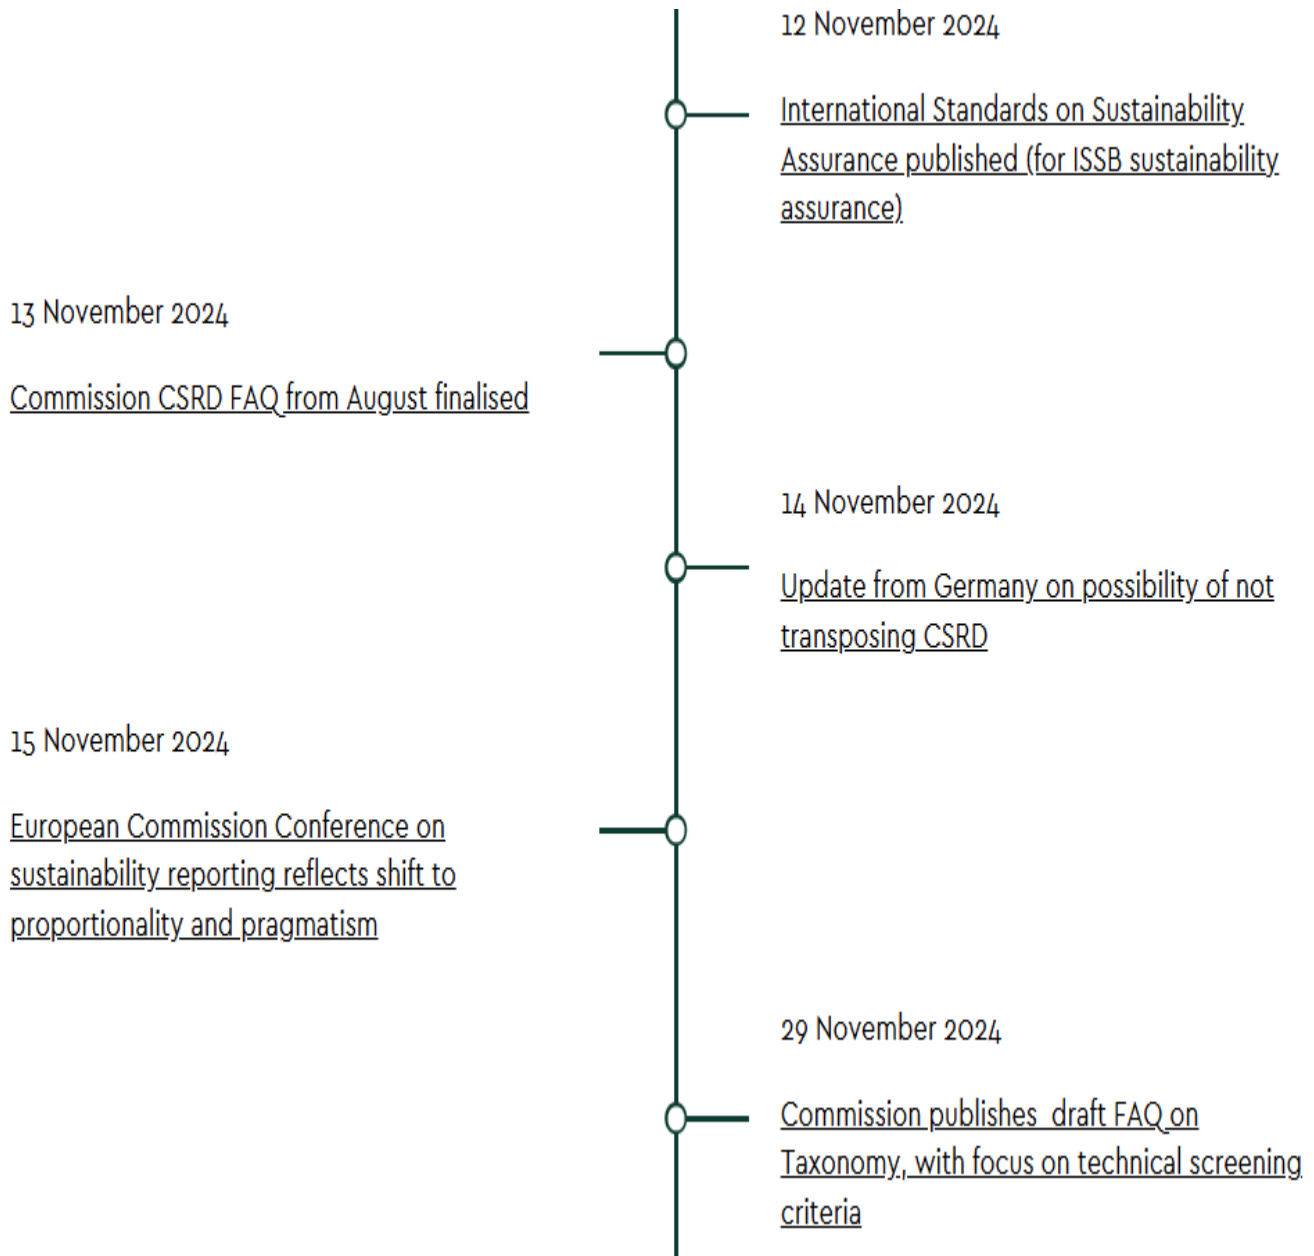 12 November 2024
International Standards on Sustainability
Assurance published (for ISSB sustainability
assurance)
13 November 2024
Commission CSRD FAQ from August finalised
14 November 2024
Update from Germany on possibility of not
transposing CSRD
15 November 2024
European Commission Conference on
sustainability reporting reflects shift to
proportionality and pragmatism
29 November 2024
Commission publishes  draft FAQ on
Taxonomy, with focus on technical screening
criteria